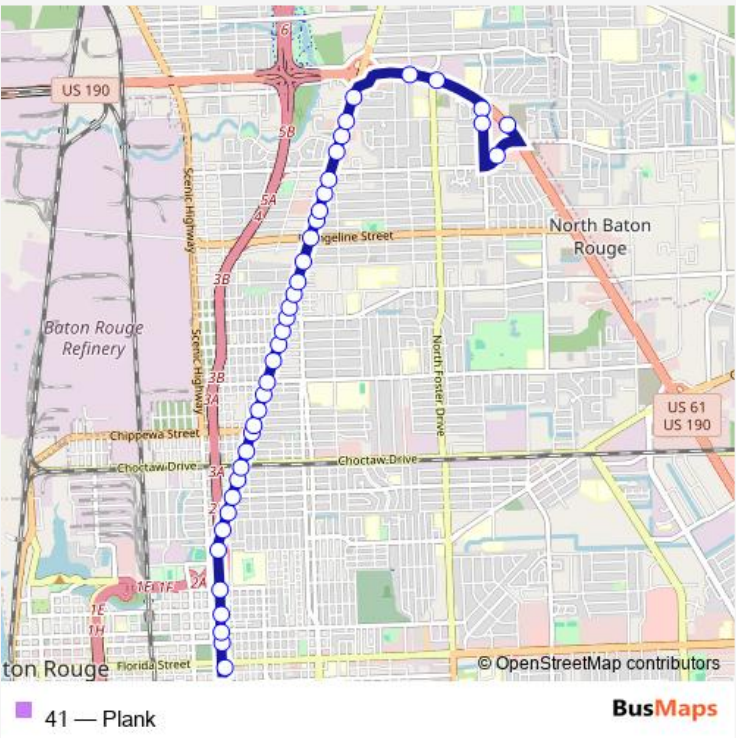 6
US 190
5B
Scenic Highway
5A
4
ngeline Street
North Baton
Rouge
3B
Baton Rouge
Refinery
Scenic Highway
North Foster Drive
3B
3A
US 61
US 190
Chippewa Street
Choctaw Drive
Choctaw Drive
3A
2
1E 1F
2A
1E
1H
ton Rouge
Florida Street
© OpenStreetMap contributors
41 — Plank
BusMaps